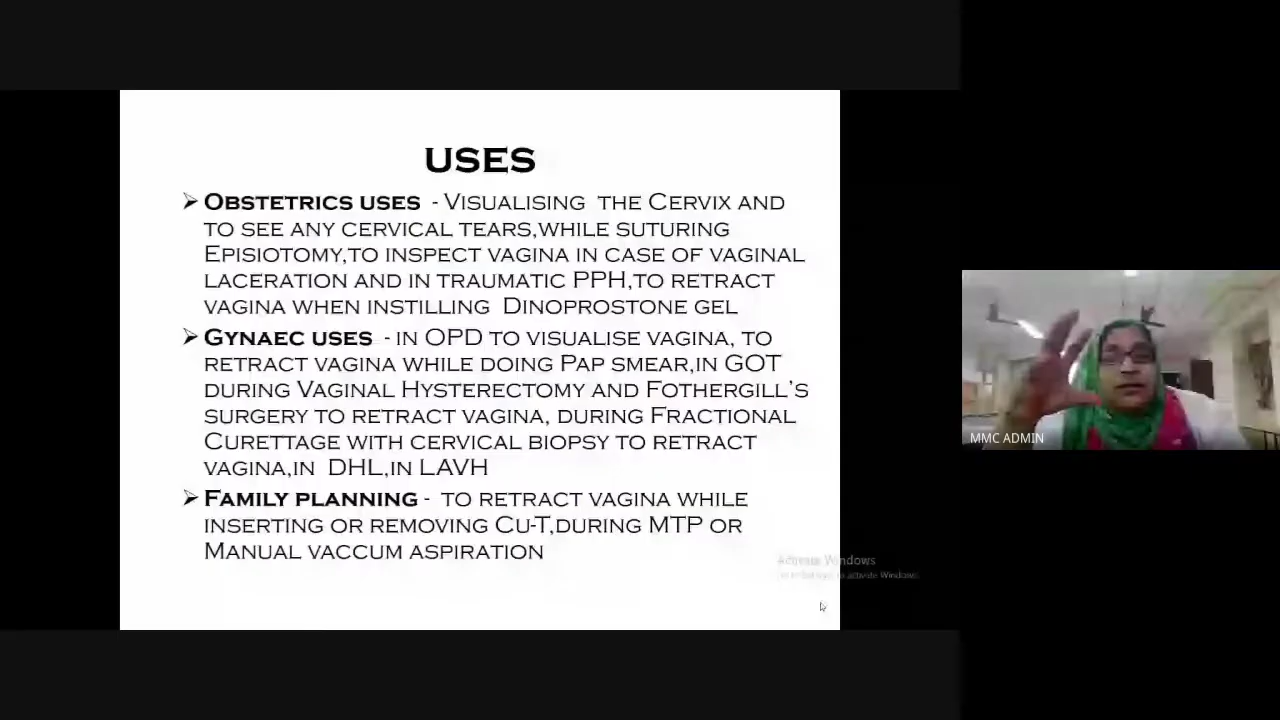 USES
➢ OBSTETRICS USES - VISUALISING THE CERVIX AND
TO SEE ANY CERVICAL TEARS,WHILE SUTURING
EPISIOTOMY,TO INSPECT VAGINA IN CASE OF VAGINAL
LACERATION AND IN TRAUMATIC PPH,TO RETRACT
VAGINA WHEN INSTILLING DINOPROSTONE GEL
➢ GYNAEC USES - IN OPD TO VISUALISE VAGINA, TO
RETRACT VAGINA WHILE DOING PAP SMEAR,IN GOT
DURING VAGINAL HYSTERECTOMY AND FOTHERGILL'S
SURGERY TO RETRACT VAGINA, DURING FRACTIONAL
CURETTAGE WITH CERVICAL BIOPSY TO RETRACT
VAGINA,IN DHL,IN LAVH
➢ FAMILY PLANNING - TO RETRACT VAGINA WHILE
INSERTING OR REMOVING CU-T,DURING MTP OR
MANUAL VACCUM ASPIRATION
Activate Windows
to activate Windows.
MMC ADMIN